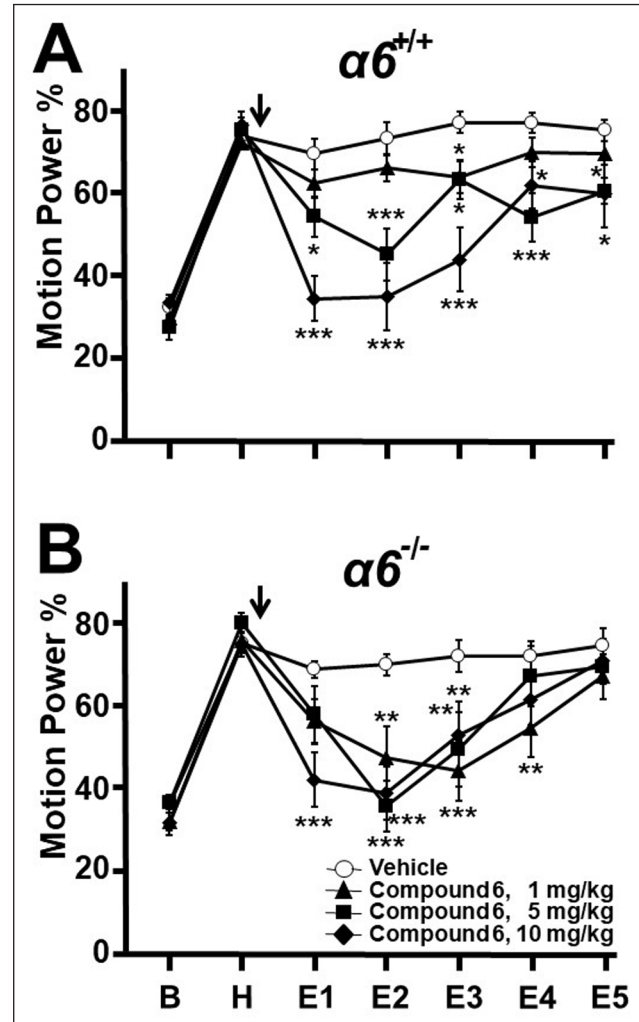 A
α6+/+
Motion Power %
80
60
40
20
0
*
***
*
*
*
*
***
*
***
***
***
B
α6-/-
Motion Power %
80
60
40
20
0
**
**
**
**
***
***
***
***
Vehicle
Compound6, 1 mg/kg
Compound6, 5 mg/kg
Compound6, 10 mg/kg
B H E1 E2 E3 E4 E5